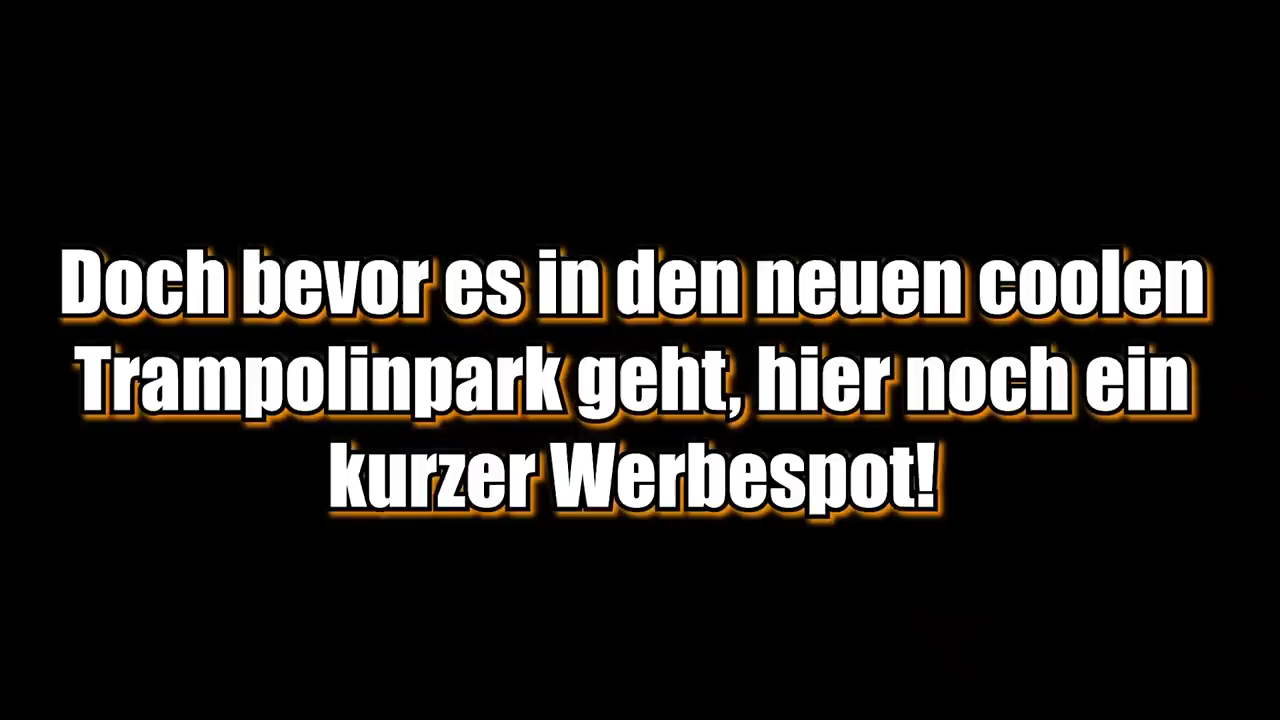 Doch bevor es in den neuen coolen
Trampolinpark geht, hier noch ein
kurzer Werbespot!